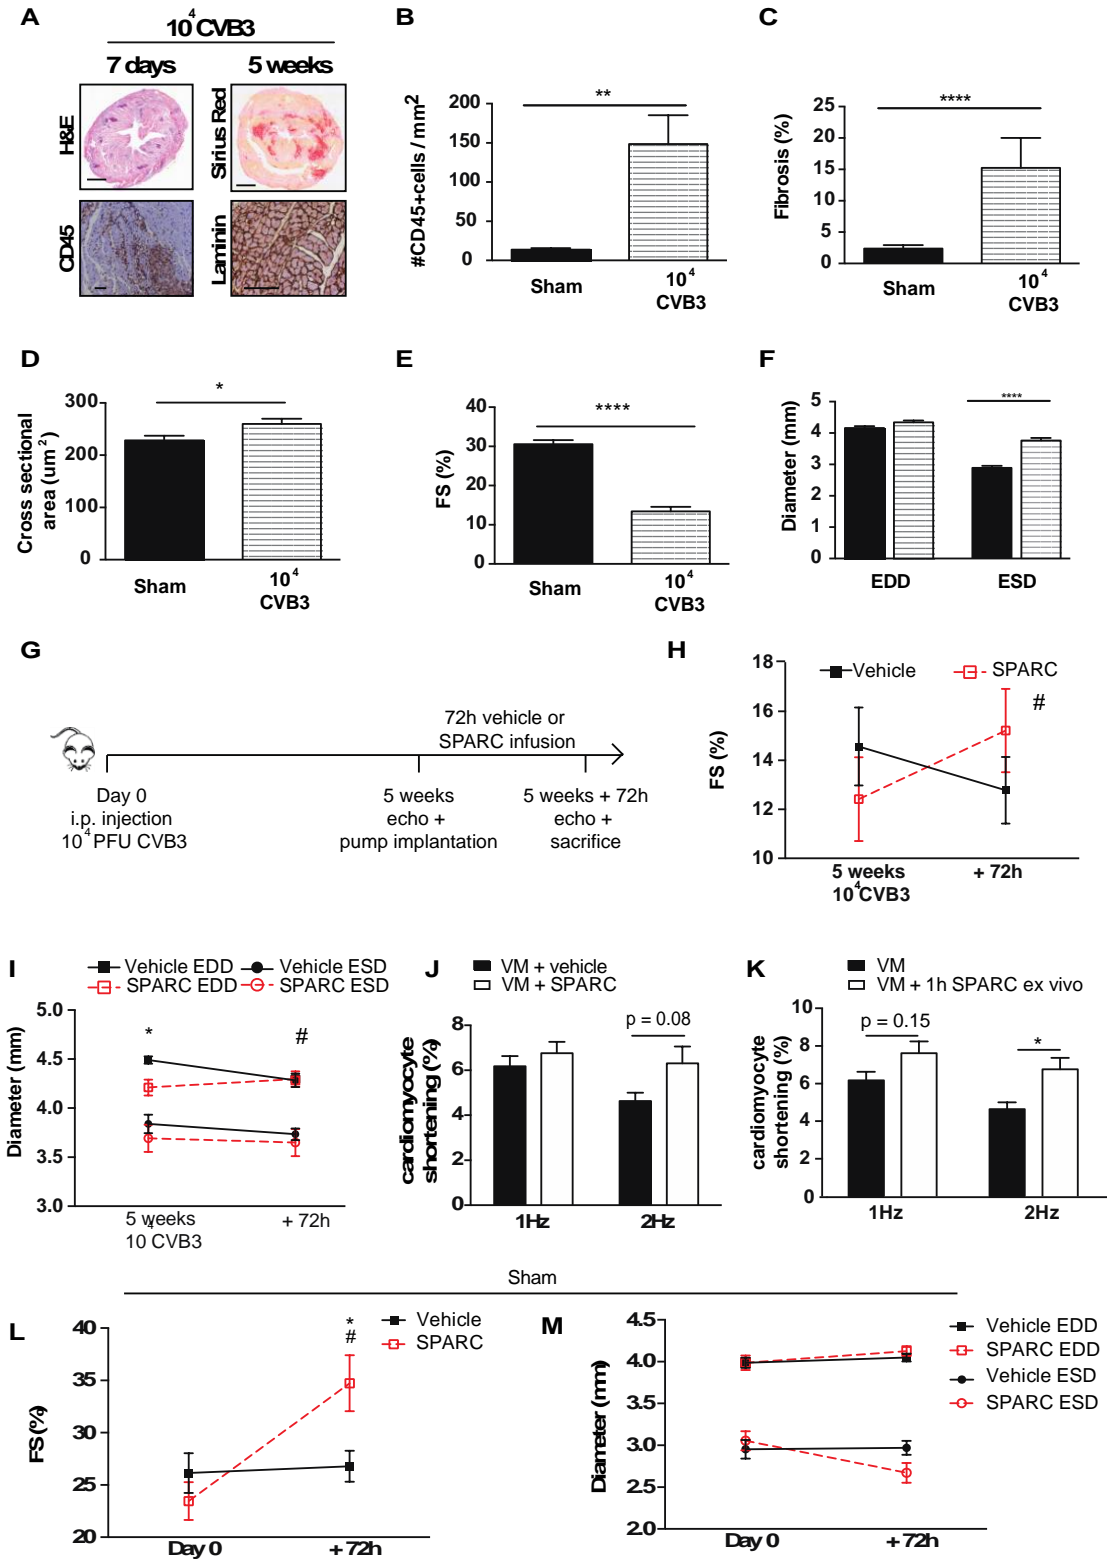 A
10⁴ CVB3
7 days
5 weeks
H&E
Sirius Red
CD45
Laminin
B
**
#CD45+cells / mm2
200
150
100
50
0
Sham
10⁴
CVB3
C
****
Fibrosis (%)
25
20
15
10
5
0
Sham
10⁴
CVB3
D
*
Cross sectional
area (um²)
300
200
100
0
Sham
10⁴
CVB3
E
****
FS (%)
40
30
20
10
0
Sham
10⁴
CVB3
F
****
Diameter (mm)
5
4
3
2
1
0
EDD
ESD
G
72h vehicle or
SPARC infusion
Day 0
i.p. injection
10⁴ PFU CVB3
5 weeks
echo +
pump implantation
5 weeks + 72h
echo +
sacrifice
H
Vehicle
SPARC
#
FS (%)
18
16
14
12
10
5 weeks
10⁴CVB3
+ 72h
I
Vehicle EDD
Vehicle ESD
SPARC EDD
SPARC ESD
*
#
Diameter (mm)
5.0
4.5
4.0
3.5
3.0
5 weeks
10⁴ CVB3
+ 72h
J
VM + vehicle
VM + SPARC
p = 0.08
cardiomyocyte
shortening (%)
8
6
4
2
0
1Hz
2Hz
K
VM
VM + 1h SPARC ex vivo
p = 0.15
*
cardiomyocyte
shortening (%)
10
8
6
4
2
0
1Hz
2Hz
Sham
L
Vehicle
SPARC
*
#
FS (%)
40
35
30
25
20
Day 0
+ 72h
M
Vehicle EDD
SPARC EDD
Vehicle ESD
SPARC ESD
Diameter (mm)
4.5
4.0
3.0
2.5
2.0
Day 0
+ 72h